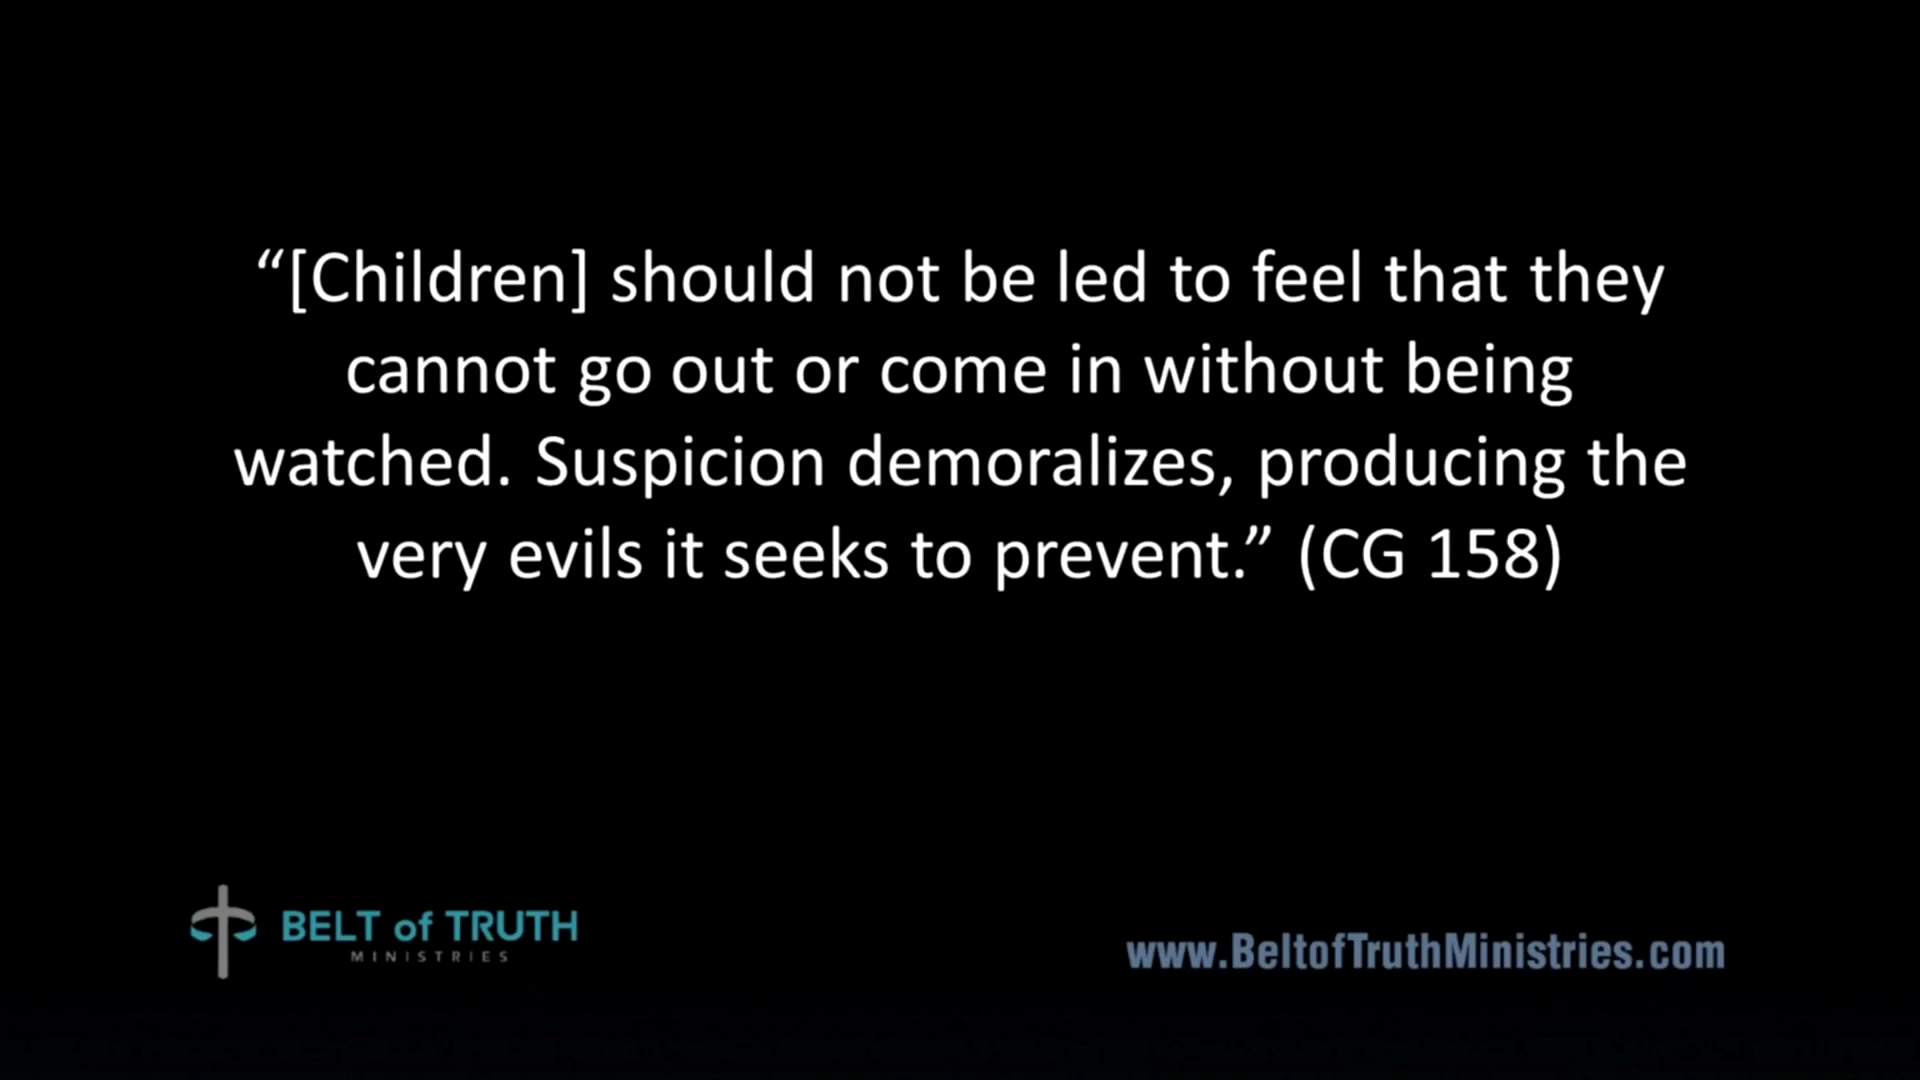 “[Children] should not be led to feel that they
cannot go out or come in without being
watched. Suspicion demoralizes, producing the
very evils it seeks to prevent.” (CG 158)
BELT of TRUTH
MINISTRIES
www.BeltofTruthMinistries.com